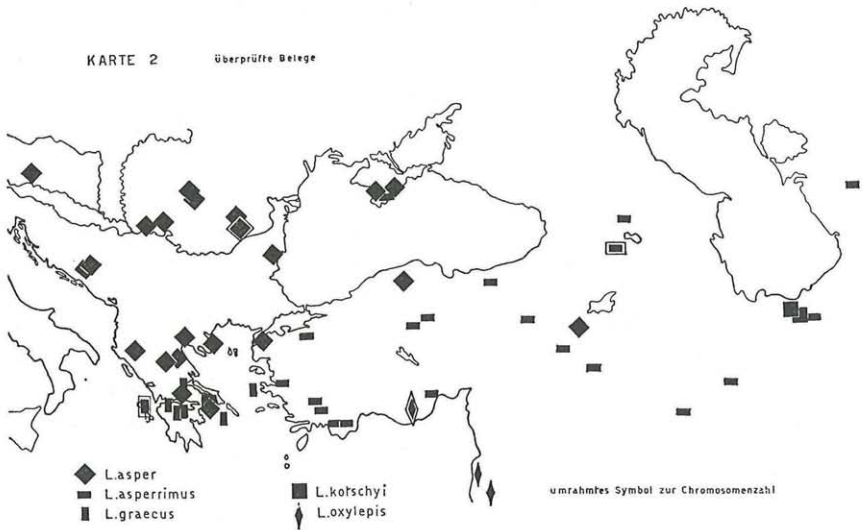 KARTE 2
überprüfte Belege
L.asper
L.asperrimus
L.graecus
L.kotschyi
L.oxylepis
umrahmtes Symbol zur Chromosomenzahl